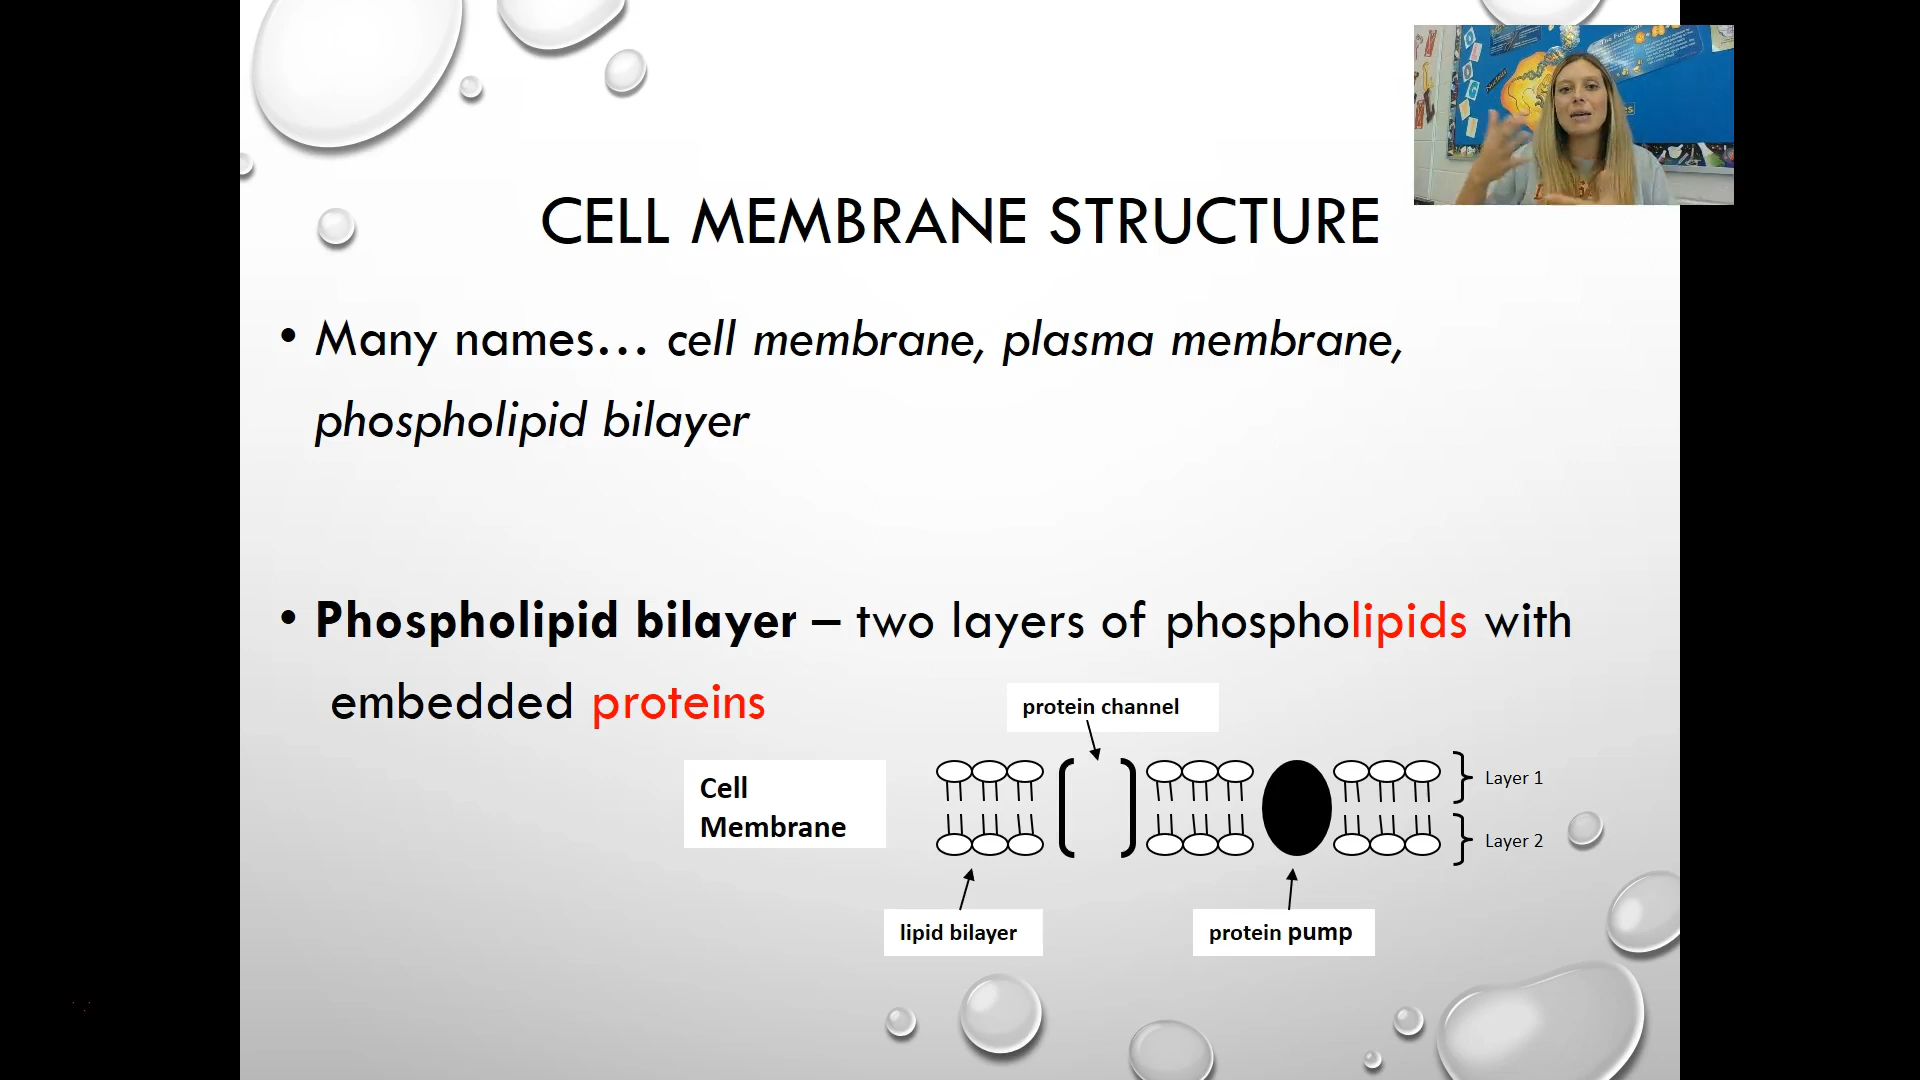 CELL MEMBRANE STRUCTURE
• Many names… cell membrane, plasma membrane,
phospholipid bilayer
• Phospholipid bilayer – two layers of phospholipids with
embedded proteins
protein channel
Cell
Membrane
Layer 1
Layer 2
lipid bilayer
protein pump